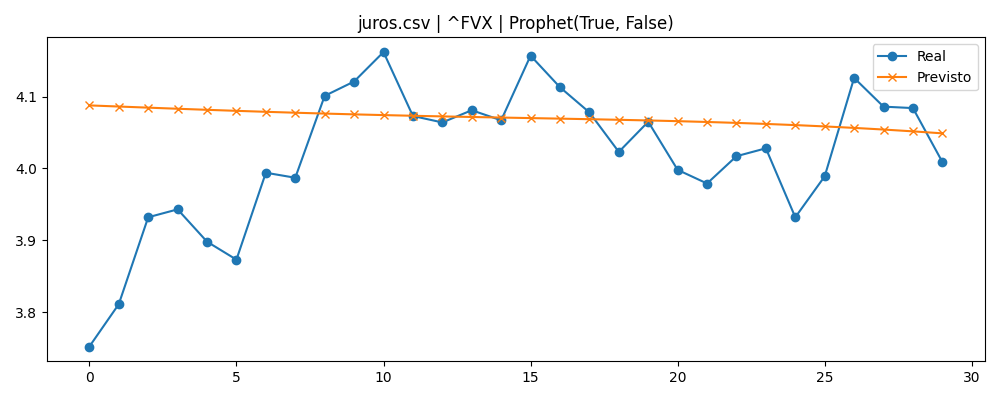 juros.csv | ^FVX | Prophet(True, False)
Real
Previsto
4.1
4.0
3.9
3.8
0 5 10 15 20 25 30